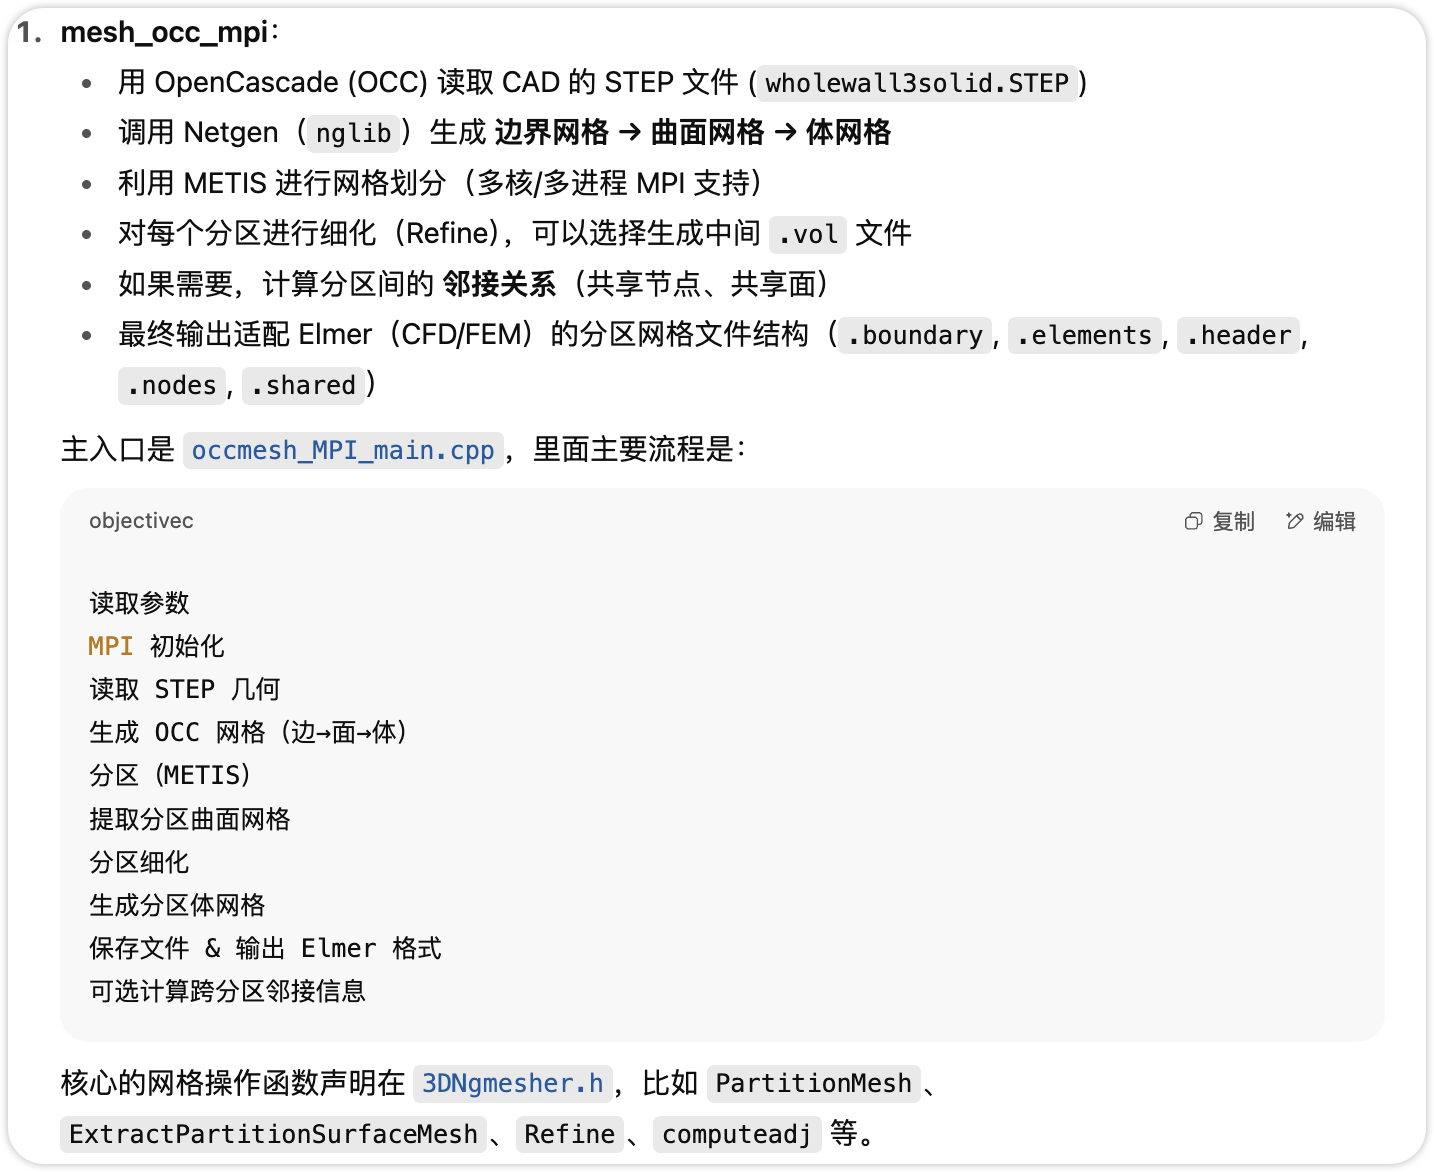 1. mesh_occ_mpi：
• 用 OpenCascade (OCC) 读取 CAD 的 STEP 文件 (wholewall3solid.STEP)
• 调用 Netgen（nglib）生成 边界网格 → 曲面网格 → 体网格
• 利用 METIS 进行网格划分（多核/多进程 MPI 支持）
• 对每个分区进行细化（Refine），可以选择生成中间 .vol 文件
• 如果需要，计算分区间的 邻接关系（共享节点、共享面）
• 最终输出适配 Elmer（CFD/FEM）的分区网格文件结构（.boundary, .elements, .header,
.nodes, .shared）
主入口是 occmesh_MPI_main.cpp，里面主要流程是：
objectivec 复制 编辑
读取参数
MPI 初始化
读取 STEP 几何
生成 OCC 网格（边→面→体）
分区（METIS）
提取分区曲面网格
分区细化
生成分区体网格
保存文件 & 输出 Elmer 格式
可选计算跨分区邻接信息
核心的网格操作函数声明在 3DNgmesher.h，比如 PartitionMesh、
ExtractPartitionSurfaceMesh、Refine、computeadj 等。